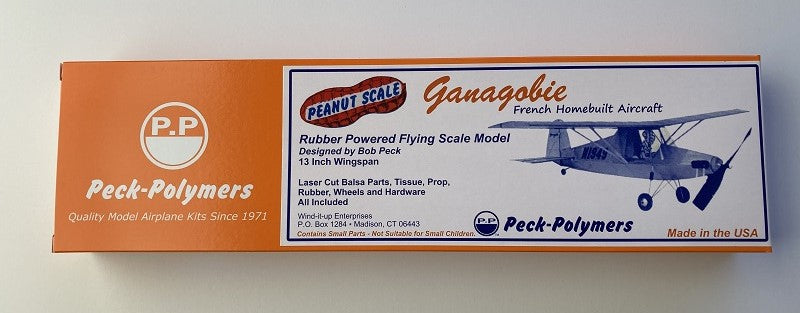 P.P
Peck-Polymers
Quality Model Airplane Kits Since 1971
PEANUT SCALE
Ganagobie
French Homebuilt Aircraft
Rubber Powered Flying Scale Model
Designed by Bob Peck
13 Inch Wingspan
Laser Cut Balsa Parts, Tissue, Prop,
Rubber, Wheels and Hardware
All Included
Wind-it-up Enterprises
P.O. Box 1284 • Madison, CT 06443
Contains Small Parts - Not Suitable for Small Children.
P.P
Peck-Polymers
Made in the USA